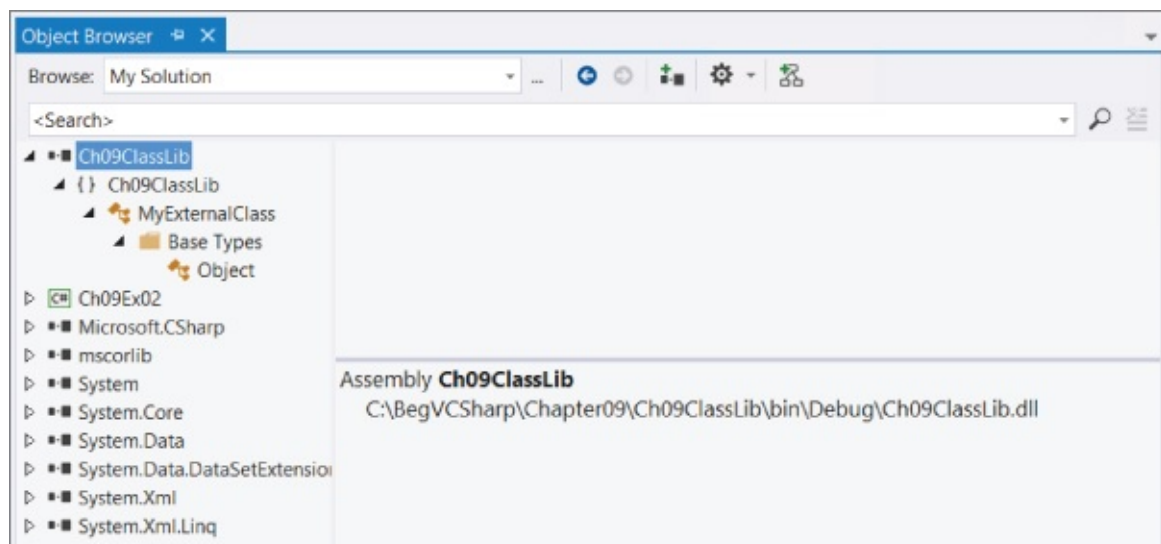 Object Browser
Browse: My Solution ...
<Search>
Ch09ClassLib
{ } Ch09ClassLib
MyExternalClass
Base Types
Object
C# Ch09Ex02
Microsoft.CSharp
mscorlib
System
System.Core
System.Data
System.Data.DataSetExtension
System.Xml
System.Xml.Linq
Assembly Ch09ClassLib
C:\BegVCSharp\Chapter09\Ch09ClassLib\bin\Debug\Ch09ClassLib.dll